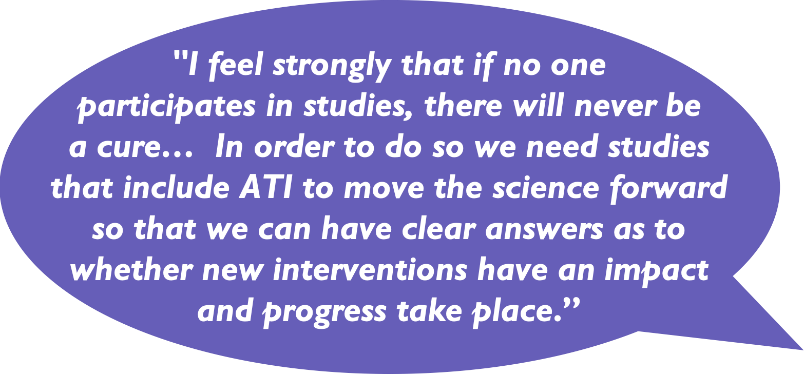 "I feel strongly that if no one
participates in studies, there will never be
a cure…  In order to do so we need studies
that include ATI to move the science forward
so that we can have clear answers as to
whether new interventions have an impact
and progress take place.”